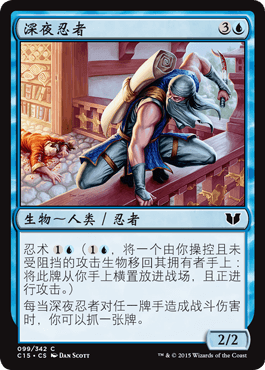 深夜忍者 3
生物～人类 / 忍者
忍术 1 （1 ，将一个由你操控且未
受阻挡的攻击生物移回其拥有者手上：
将此牌从你手上横置放进战场，且正进
行攻击。）
每当深夜忍者对任一牌手造成战斗伤害
时，你可以抓一张牌。
2/2
099/342 C
C15 • CS DAN SCOTT
™ & © 2015 Wizards of the Coast